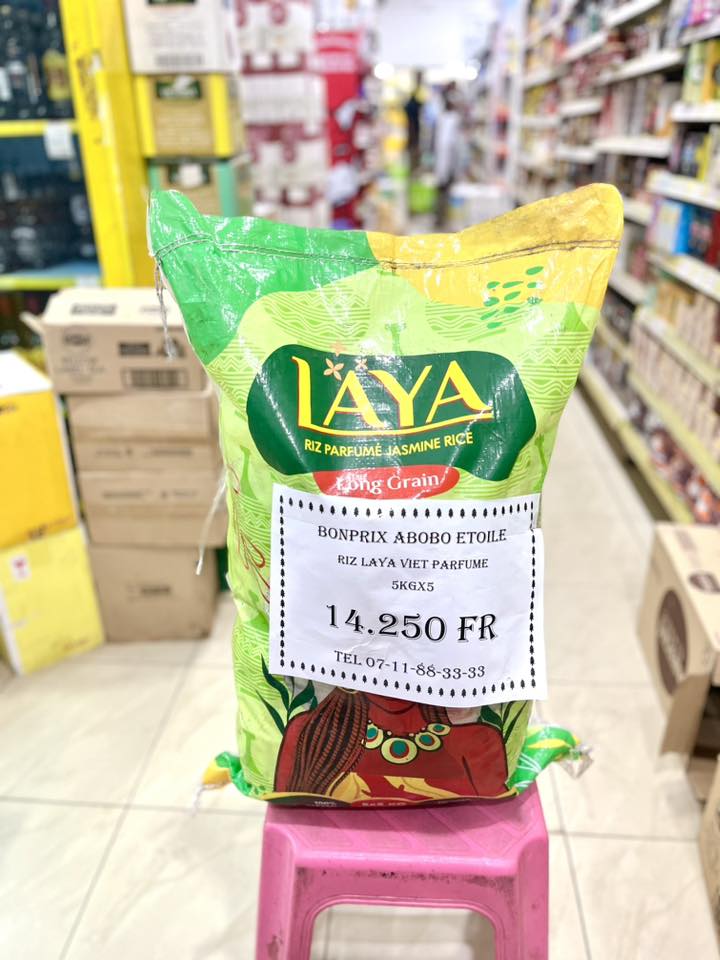 LAYA
RIZ PARFUMÉ JASMINE RICE
Long Grain
BONPRIX ABOBO ETOILE
RIZ LAYA VIET PARFUME
5KGX5
14.250 FR
TEL 07-11-88-33-33